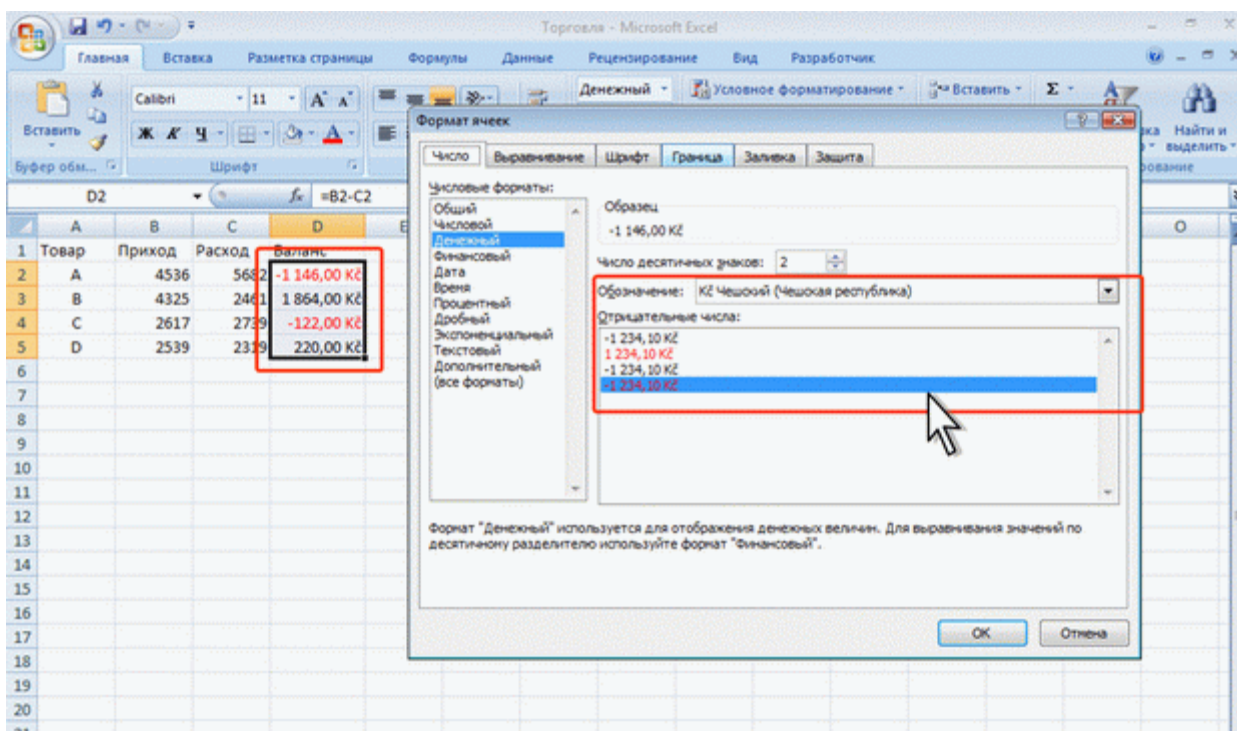 Торговля - Microsoft Excel
Главная Вставка Разметка страницы Формулы Данные Рецензирование Вид Разработчик
Вставить
Calibri 11
Ж К Ч
Денежный
Условное форматирование
Вставить
Σ
Найти и
выделить
Буфер обм...
Шрифт
D2 fx =B2-C2
A B C D E O
1 Товар Приход Расход Баланс
2 A 4536 5682 -1 146,00 Kč
3 B 4325 2461 1 864,00 Kč
4 C 2617 2739 -122,00 Kč
5 D 2539 2319 220,00 Kč
6
7
8
9
10
11
12
13
14
15
16
17
18
19
20
21
Формат ячеек
Число Выравнивание Шрифт Граница Заливка Защита
Числовые форматы:
Общий
Числовой
Денежный
Финансовый
Дата
Время
Процентный
Дробный
Экспоненциальный
Текстовый
Дополнительный
(все форматы)
Образец
-1 146,00 Kč
Число десятичных знаков: 2
Обозначение: Kč Чешский (Чешская республика)
Отрицательные числа:
-1 234,10 Kč
1 234,10 Kč
-1 234,10 Kč
-1 234,10 Kč
Формат "Денежный" используется для отображения денежных величин. Для выравнивания значений по
десятичному разделителю используйте формат "Финансовый".
OK Отмена